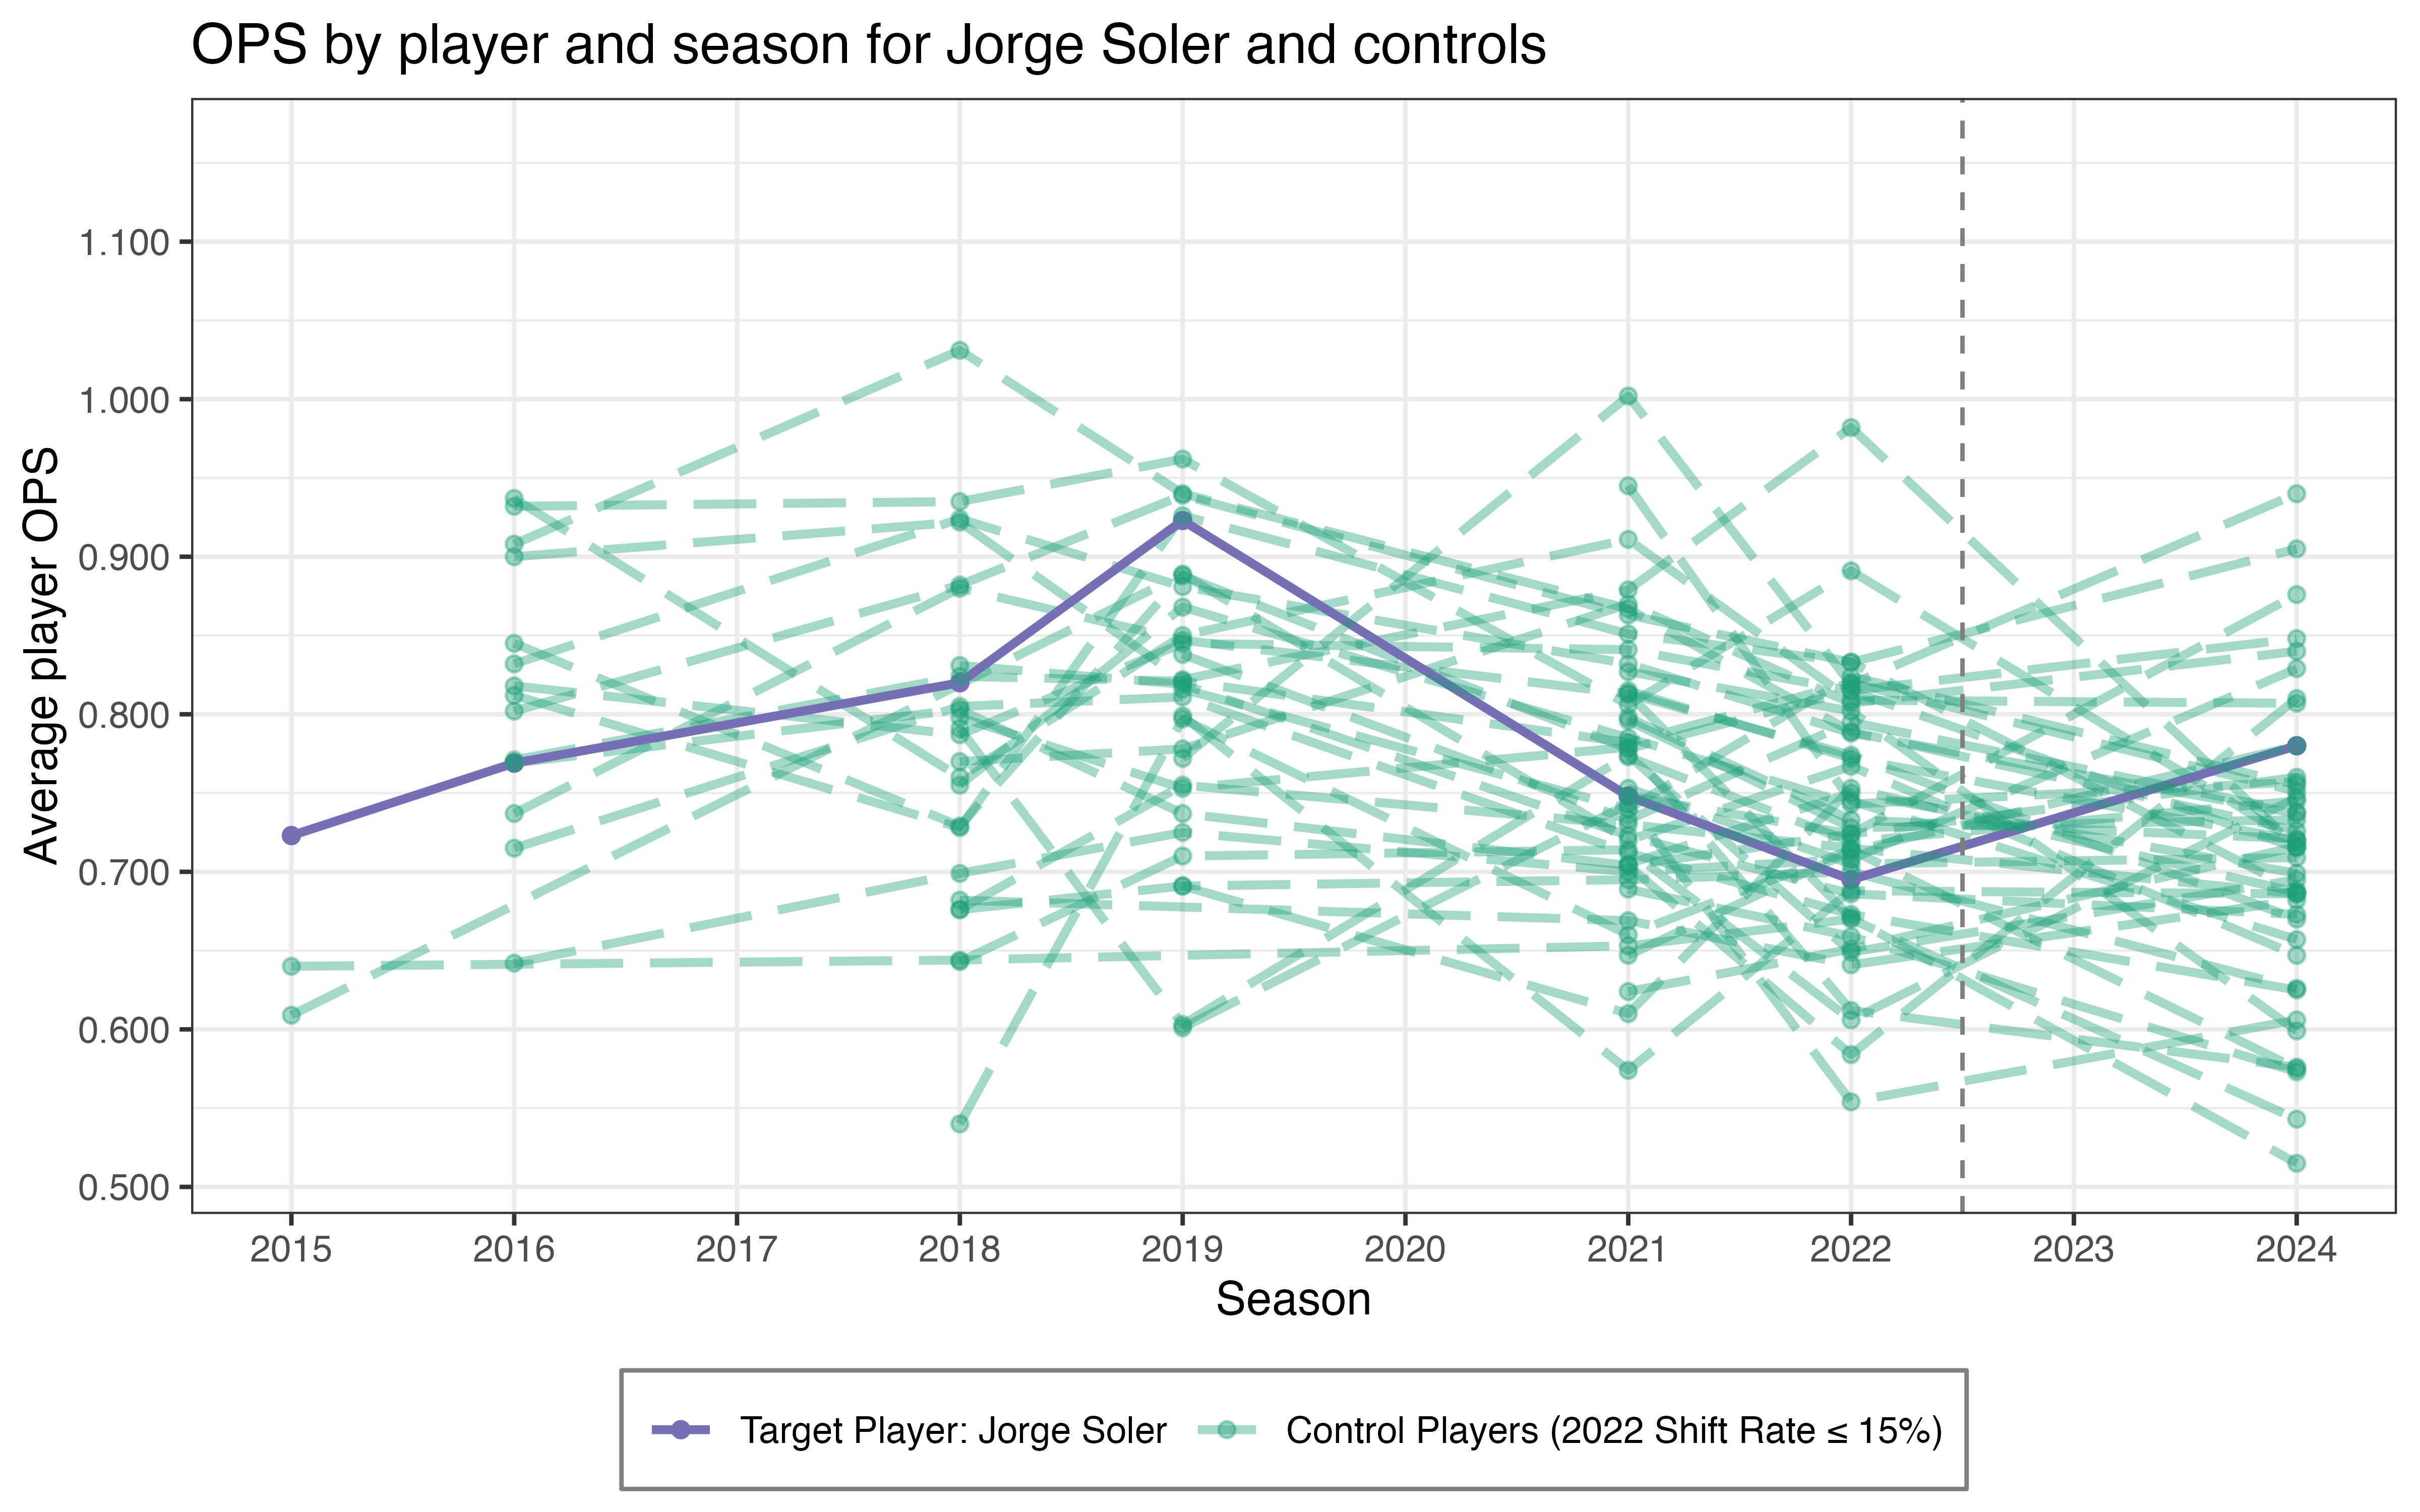 OPS by player and season for Jorge Soler and controls
Average player OPS
1.100
1.000
0.900
0.800
0.700
0.600
0.500
2015 2016 2017 2018 2019 2020 2021 2022 2023 2024
Season
Target Player: Jorge Soler Control Players (2022 Shift Rate ≤ 15%)